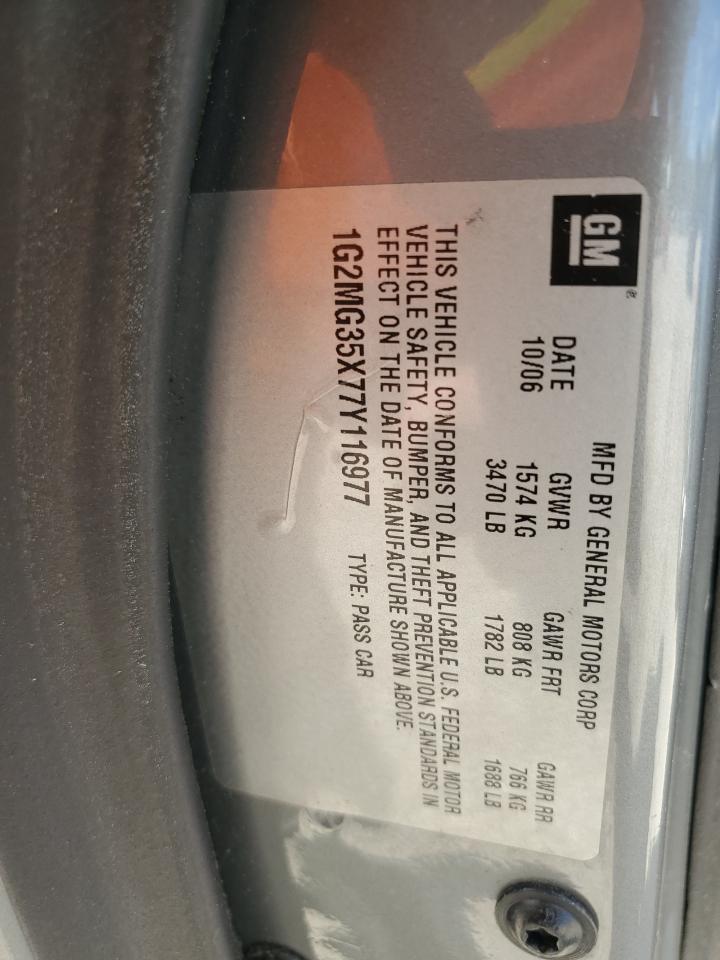 GM®
MFD BY GENERAL MOTORS CORP
DATE GVWR GAWR FRT GAWR RR
10/06 1574 KG 808 KG 766 KG
3470 LB 1782 LB 1688 LB
THIS VEHICLE CONFORMS TO ALL APPLICABLE U.S. FEDERAL MOTOR
VEHICLE SAFETY, BUMPER, AND THEFT PREVENTION STANDARDS IN
EFFECT ON THE DATE OF MANUFACTURE SHOWN ABOVE.
1G2MG35X77Y116977 TYPE: PASS CAR